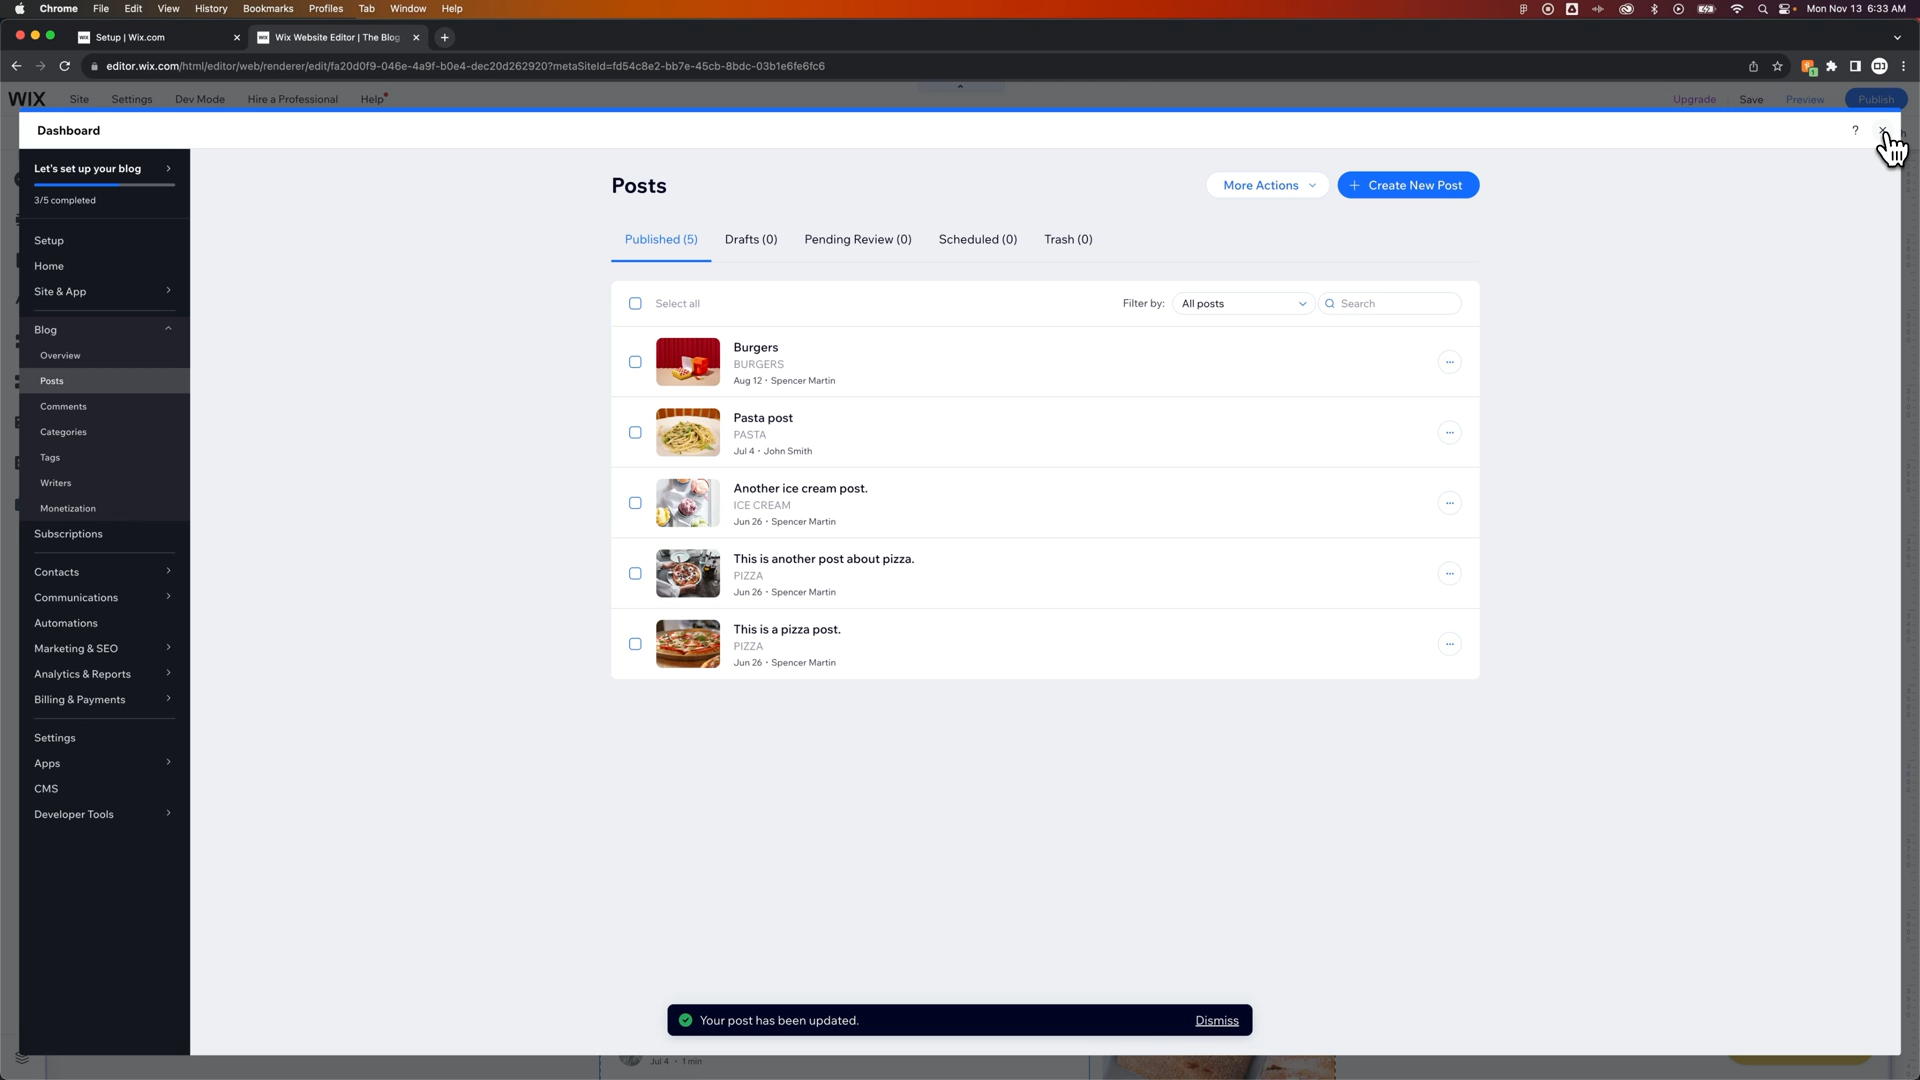 Chrome File Edit View History Bookmarks Profiles Tab Window Help
Mon Nov 13 6:33 AM
WIX Setup | Wix.com
WIX Wix Website Editor | The Blog
editor.wix.com/html/editor/web/renderer/edit/fa20d0f9-046e-4a9f-b0e4-dec20d262920?metaSiteId=fd54c8e2-bb7e-45cb-8bdc-03b1e6fe6fc6
WIX Site Settings Dev Mode Hire a Professional Help
Upgrade Save Preview Publish
Dashboard
?
Let's set up your blog
3/5 completed
Setup
Home
Site & App
Blog
Overview
Posts
Comments
Categories
Tags
Writers
Monetization
Subscriptions
Contacts
Communications
Automations
Marketing & SEO
Analytics & Reports
Billing & Payments
Settings
Apps
CMS
Developer Tools
Posts
More Actions
+ Create New Post
Published (5) Drafts (0) Pending Review (0) Scheduled (0) Trash (0)
Select all
Filter by: All posts
Search
Burgers
BURGERS
Aug 12 • Spencer Martin
Pasta post
PASTA
Jul 4 • John Smith
Another ice cream post.
ICE CREAM
Jun 26 • Spencer Martin
This is another post about pizza.
PIZZA
Jun 26 • Spencer Martin
This is a pizza post.
PIZZA
Jun 26 • Spencer Martin
Your post has been updated.
Dismiss
Jul 4 • 1 min